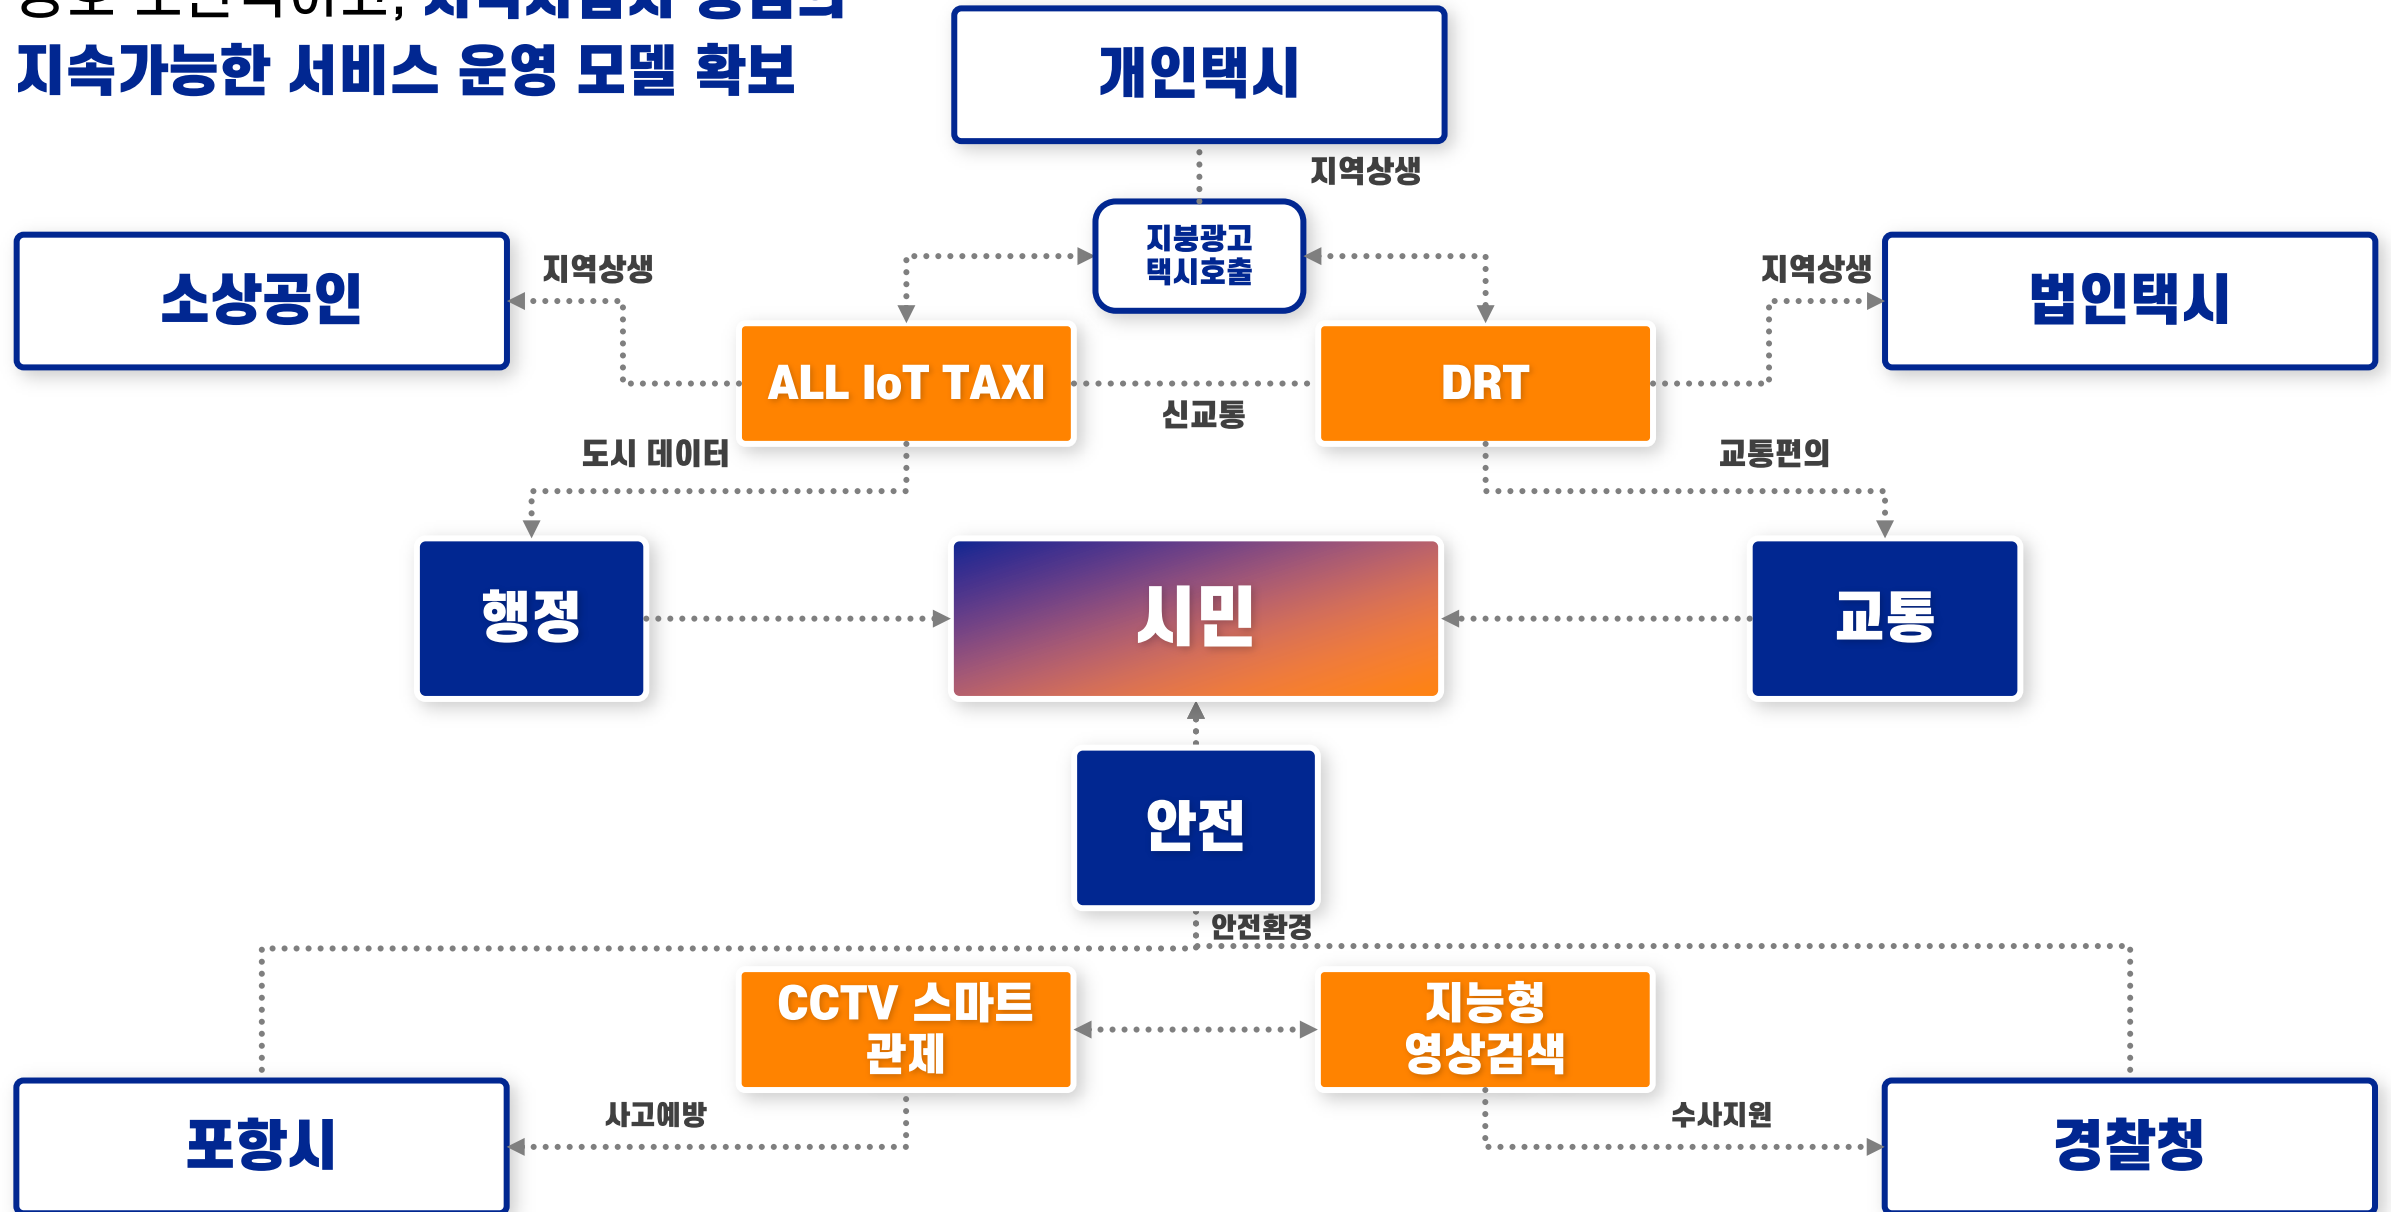 지속가능한 서비스 운영 모델 확보
개인택시
지역상생
지붕광고
택시호출
소상공인
지역상생
지역상생
법인택시
ALL IoT TAXI
신교통
DRT
도시 데이터
교통편의
행정
시민
교통
안전
안전환경
CCTV 스마트
관제
지능형
영상검색
사고예방
수사지원
포항시
경찰청